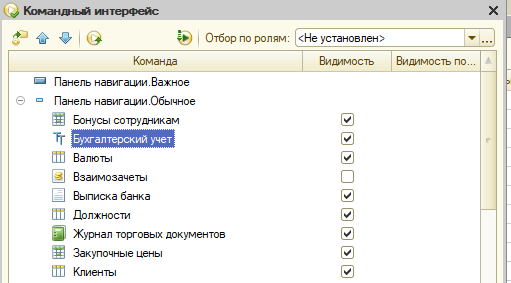 Командный интерфейс
Отбор по ролям: <Не установлен>
Команда Видимость Видимость по...
Панель навигации.Важное
Панель навигации.Обычное
Бонусы сотрудникам
Бухгалтерский учет
Валюты
Взаимозачеты
Выписка банка
Должности
Журнал торговых документов
Закупочные цены
Клиенты